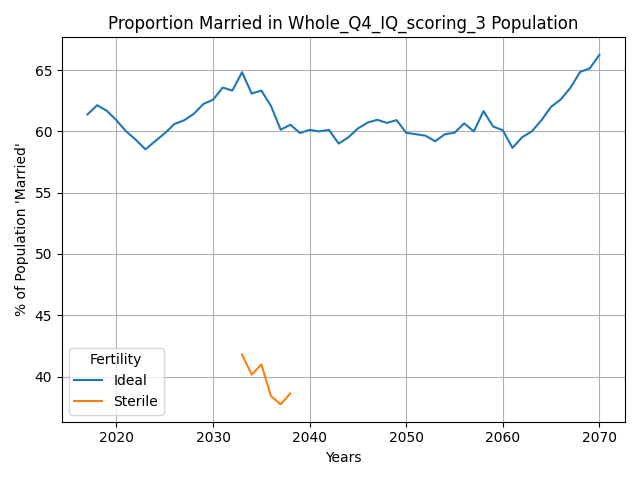 Proportion Married in Whole_Q4_IQ_scoring_3 Population
% of Population 'Married'
65
60
55
50
45
40
Fertility
Ideal
Sterile
2020
2030
2040
2050
2060
2070
Years